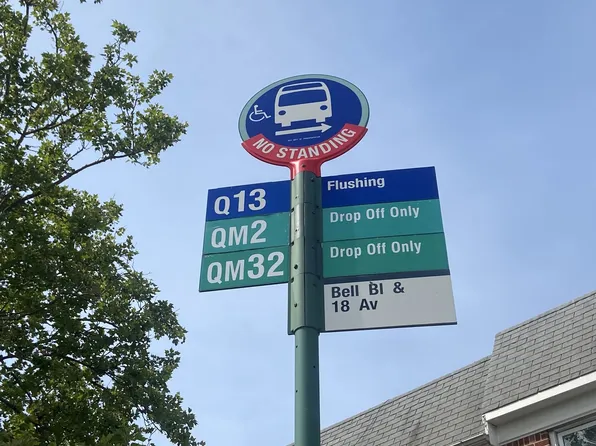 NO STANDING
Q13 Flushing
QM2 Drop Off Only
QM32 Drop Off Only
Bell Bl &
18 Av